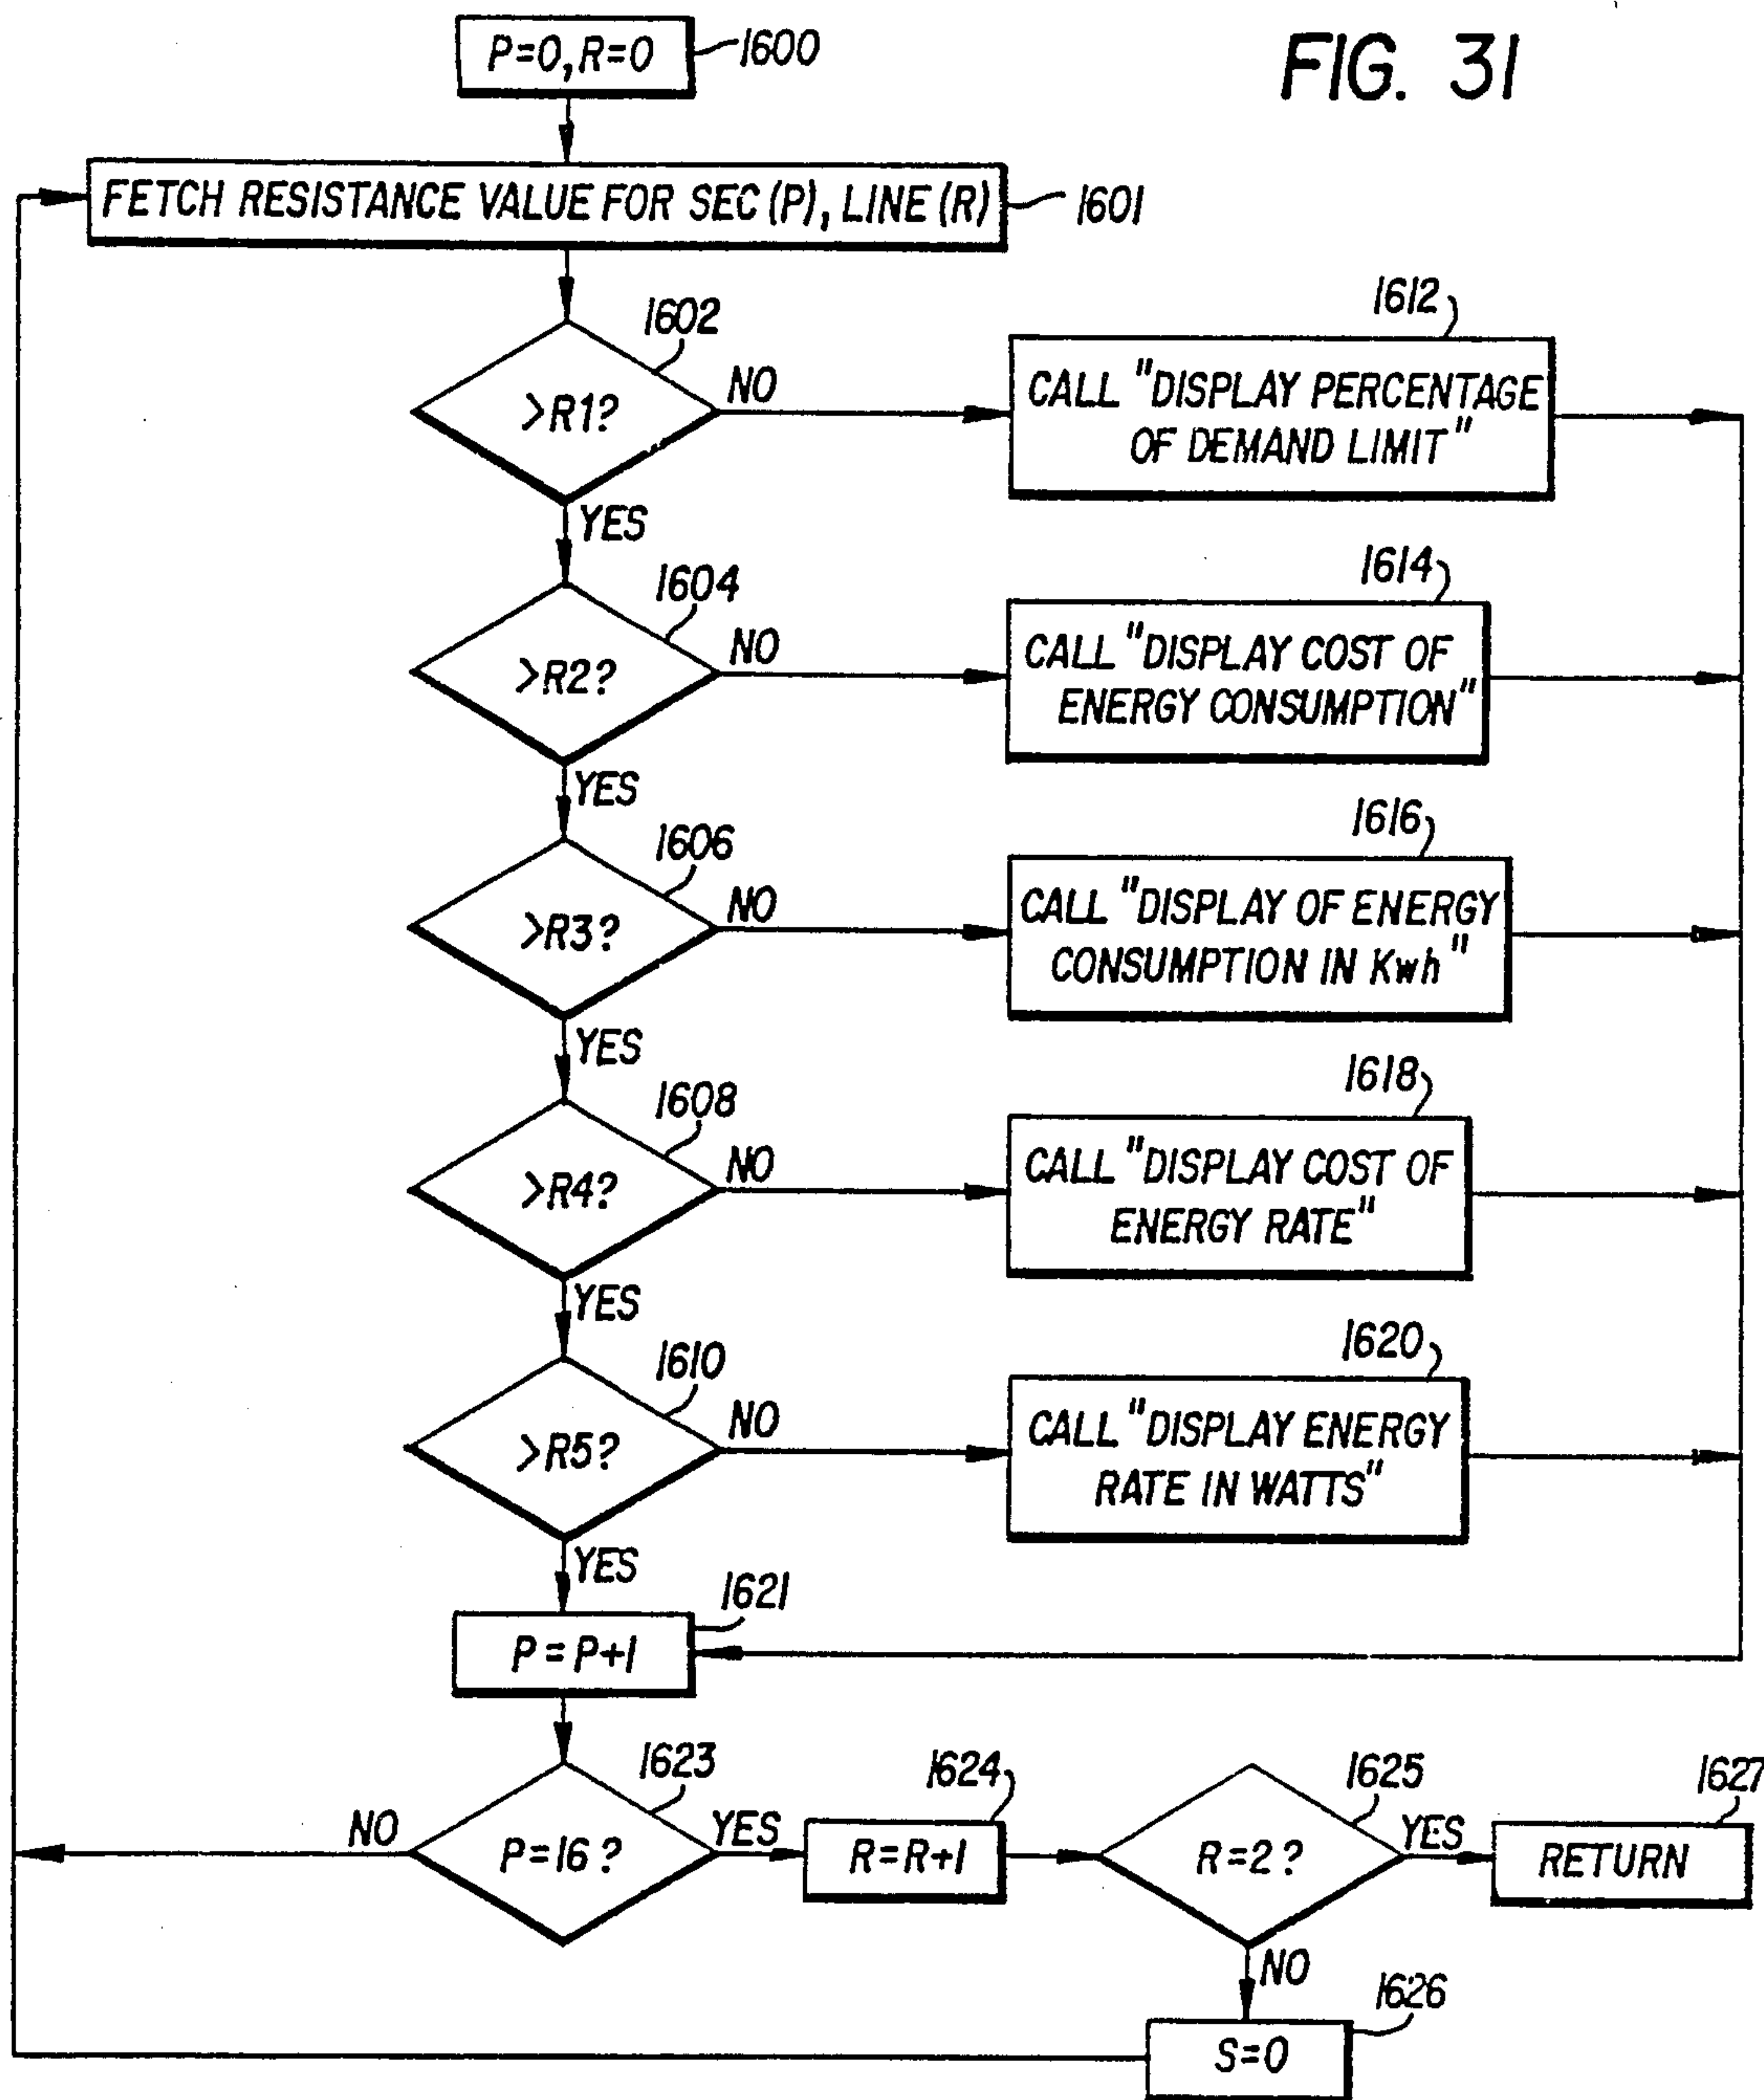 FIG. 31
P=0, R=0
1600
FETCH RESISTANCE VALUE FOR SEC (P), LINE (R)
1601
>R1?
1602
NO
YES
CALL "DISPLAY PERCENTAGE
OF DEMAND LIMIT"
1612
>R2?
1604
NO
YES
CALL "DISPLAY COST OF
ENERGY CONSUMPTION"
1614
>R3?
1606
NO
YES
CALL "DISPLAY OF ENERGY
CONSUMPTION IN Kwh"
1616
>R4?
1608
NO
YES
CALL "DISPLAY COST OF
ENERGY RATE"
1618
>R5?
1610
NO
YES
CALL "DISPLAY ENERGY
RATE IN WATTS"
1620
P=P+1
1621
P=16?
1623
NO
YES
R=R+1
1624
R=2?
1625
YES
NO
RETURN
1627
S=0
1626